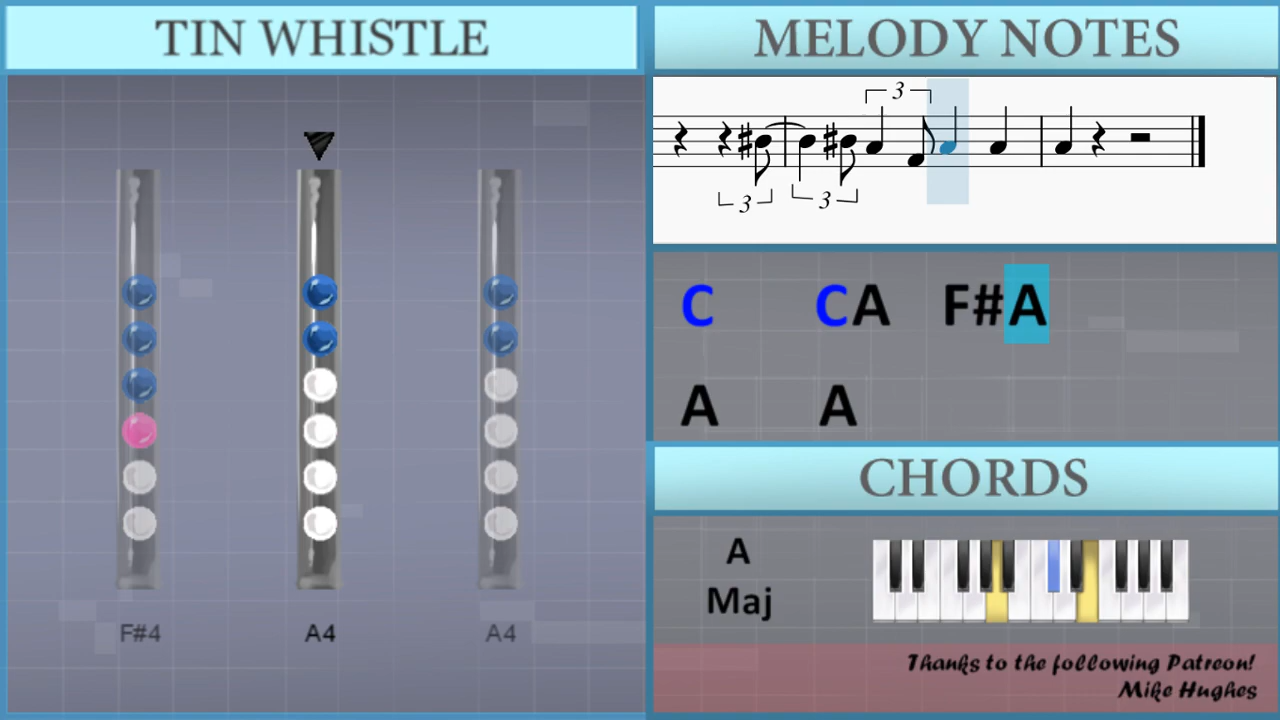 TIN WHISTLE
F#4 A4 A4
MELODY NOTES
3
3 3
C C A F# A
A A
CHORDS
A
Maj
Thanks to the following Patreon!
Mike Hughes